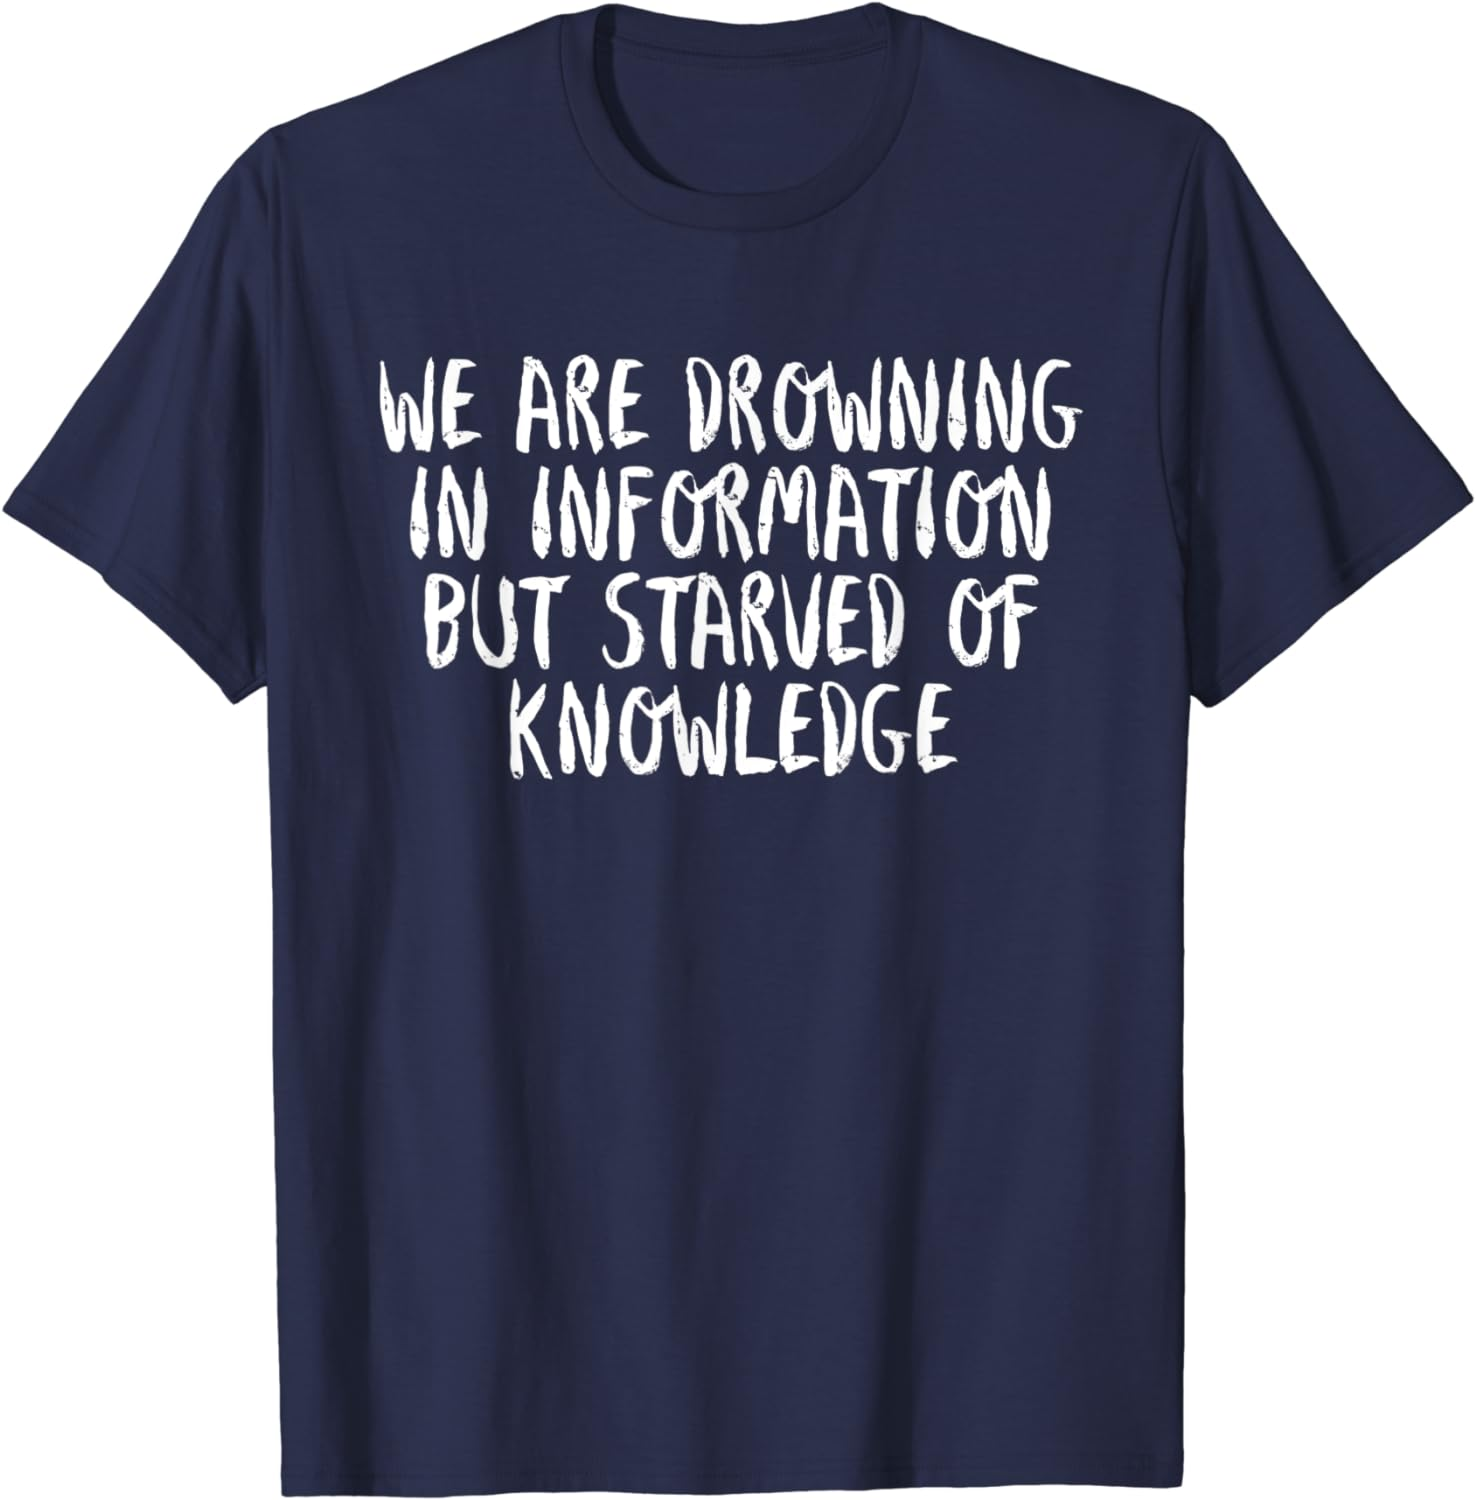 WE ARE DROWNING
IN INFORMATION
BUT STARVED OF
KNOWLEDGE